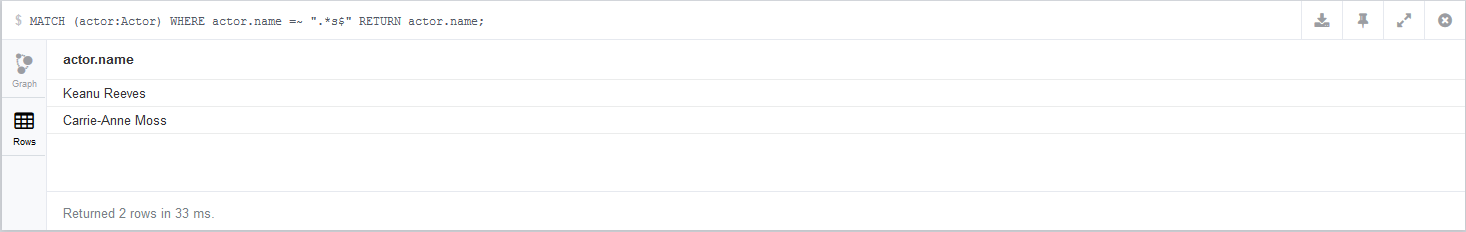 $ MATCH (actor:Actor) WHERE actor.name =~ ".*s$" RETURN actor.name;
Graph
Rows
actor.name
Keanu Reeves
Carrie-Anne Moss
Returned 2 rows in 33 ms.